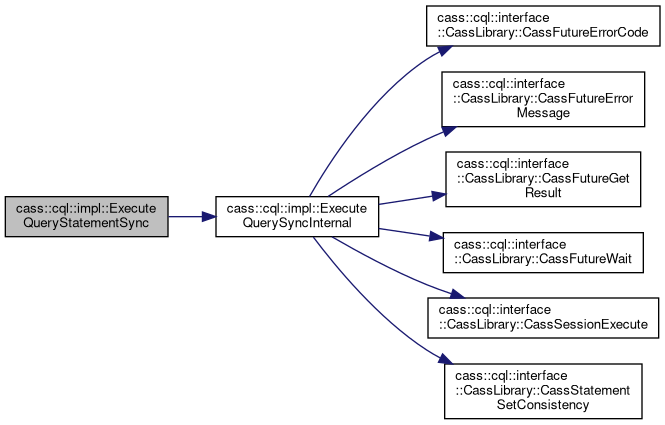 cass::cql::impl::Execute
QueryStatementSync
cass::cql::impl::Execute
QuerySyncInternal
cass::cql::interface
::CassLibrary::CassFutureErrorCode
cass::cql::interface
::CassLibrary::CassFutureError
Message
cass::cql::interface
::CassLibrary::CassFutureGet
Result
cass::cql::interface
::CassLibrary::CassFutureWait
cass::cql::interface
::CassLibrary::CassSessionExecute
cass::cql::interface
::CassLibrary::CassStatement
SetConsistency